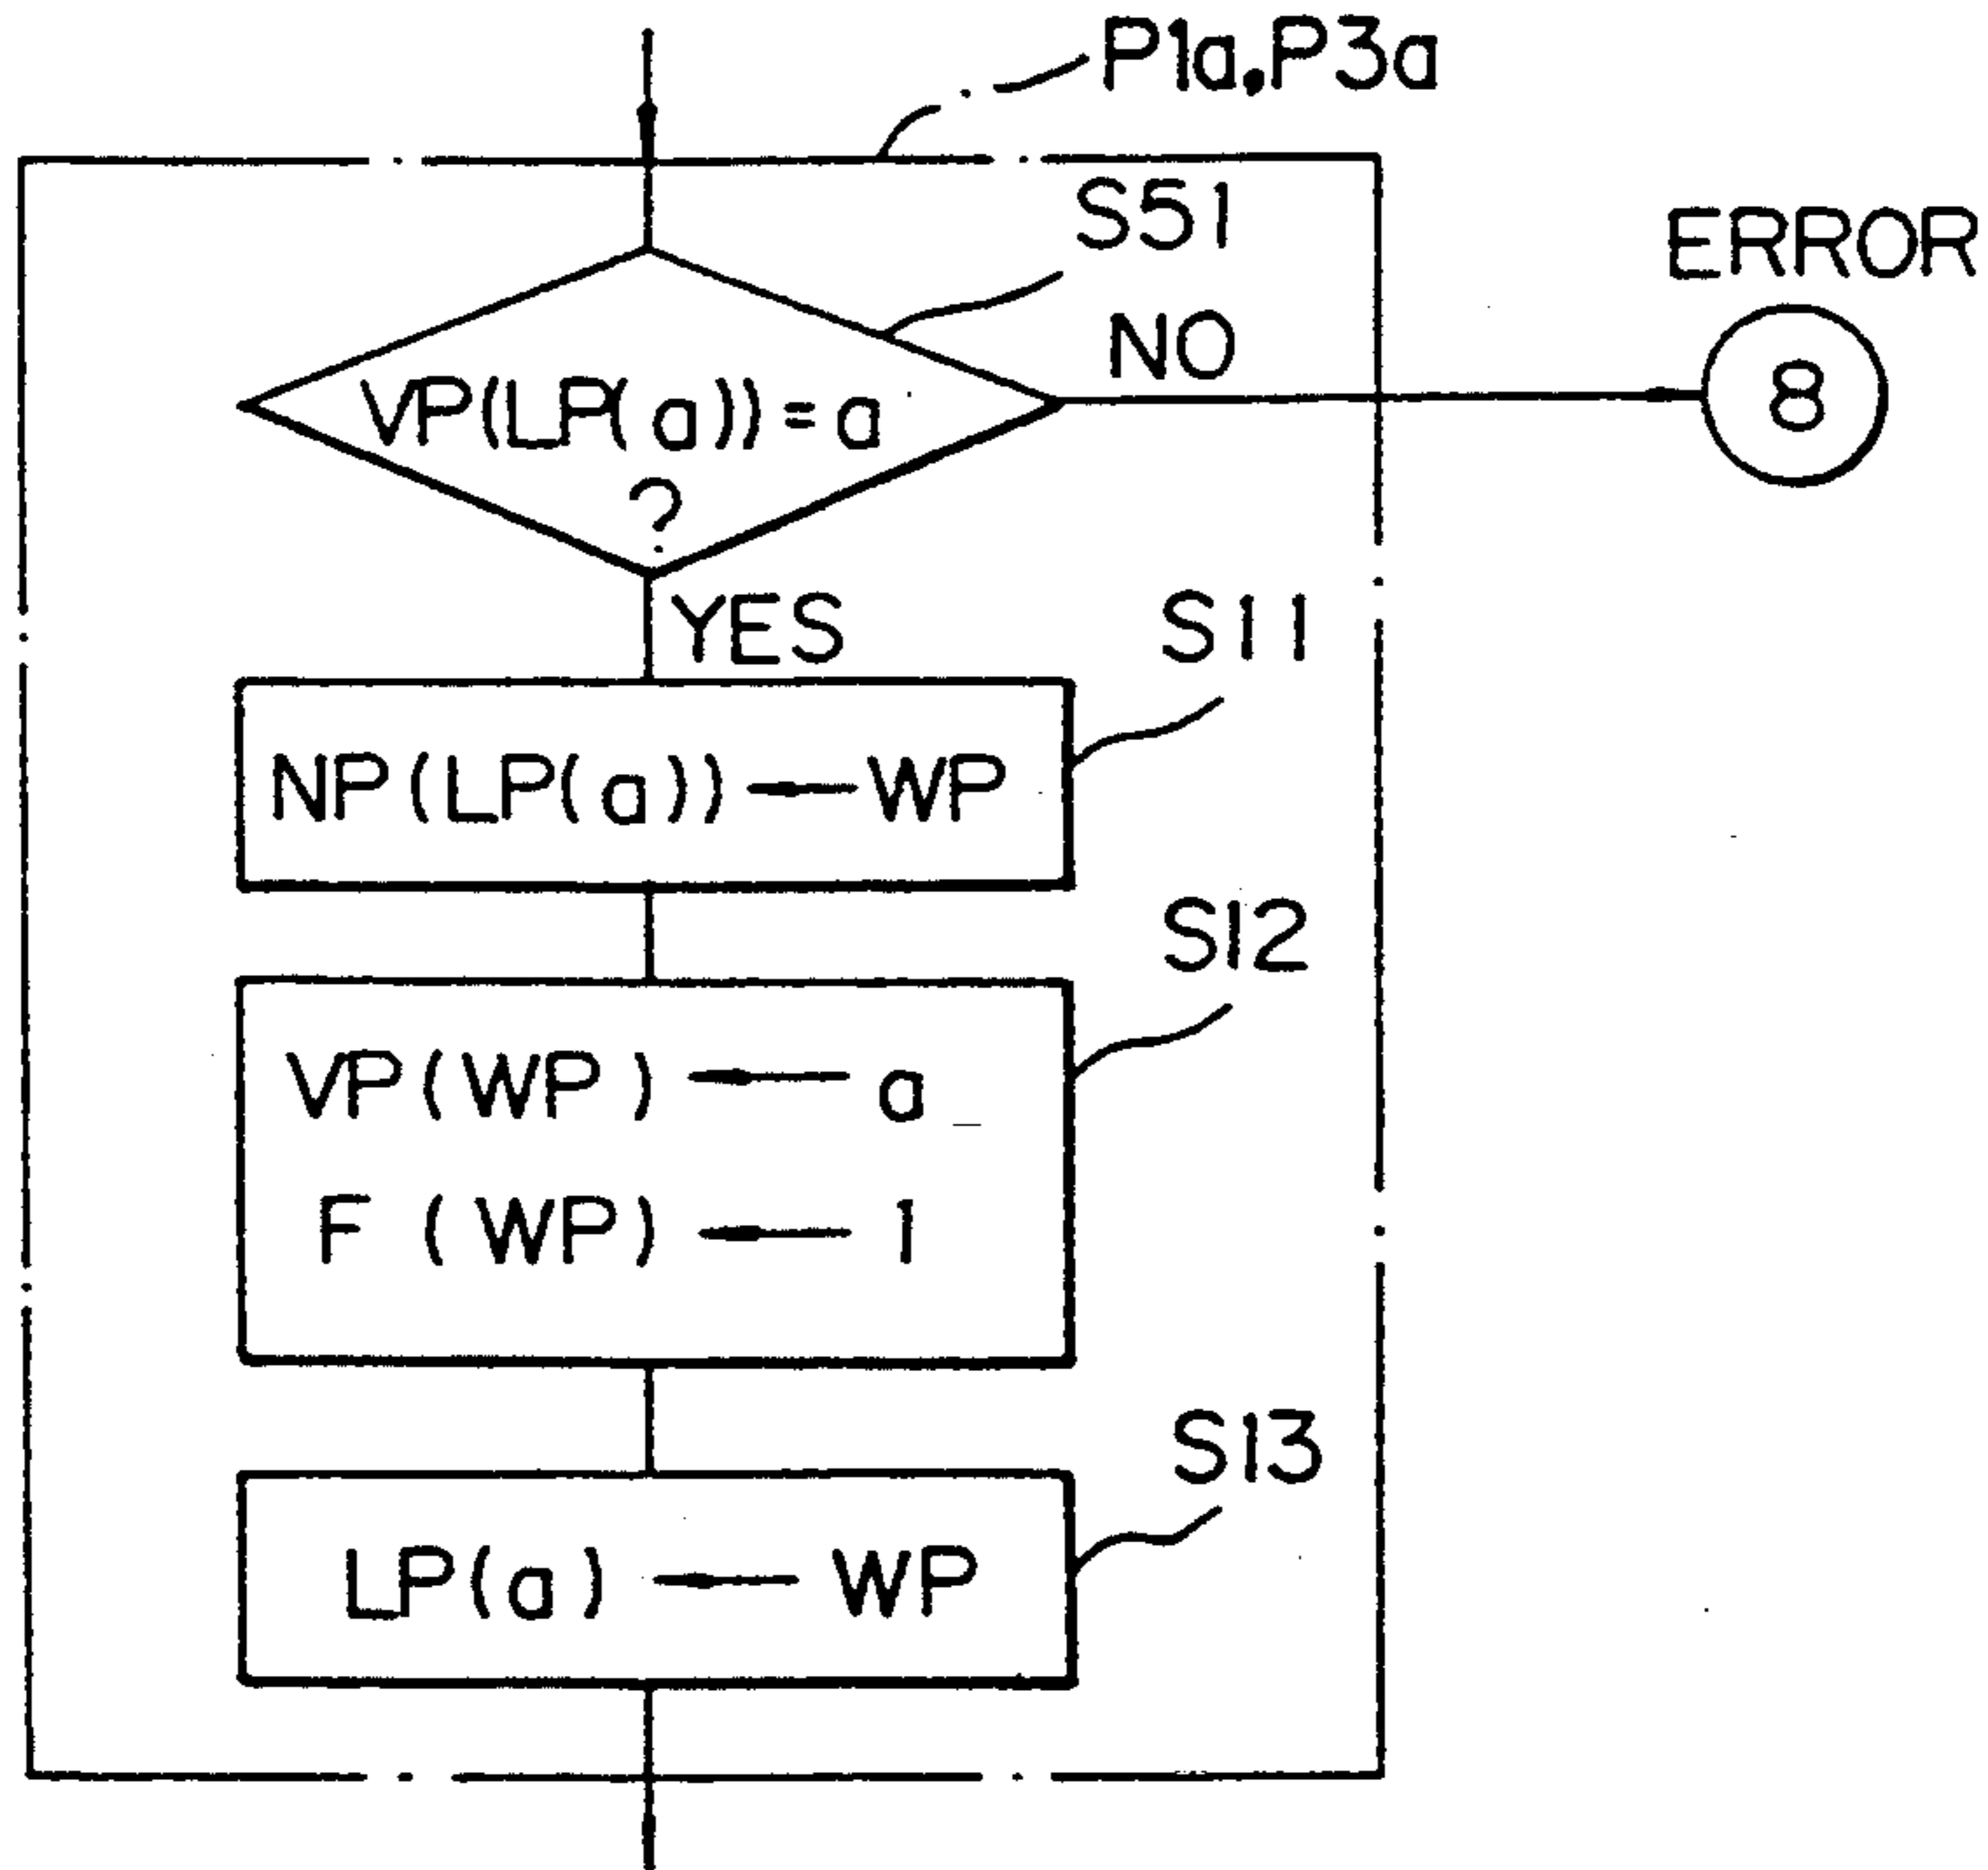 P1a,P3a
S51
ERROR
NO
8
VP(LP(a))=a
?
YES
S11
NP(LP(a)) ← WP
S12
VP(WP) ← a
F(WP) ← 1
S13
LP(a) ← WP